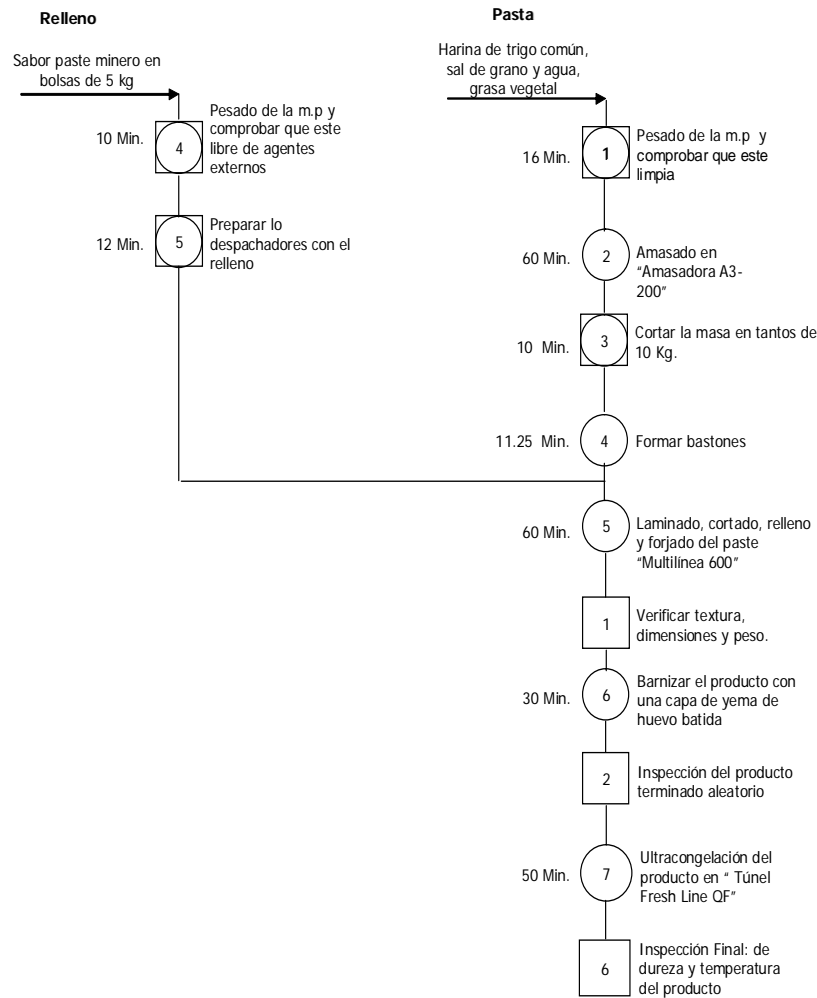 Relleno
Sabor paste minero en
bolsas de 5 kg
10 Min.
4
Pesado de la m.p y
comprobar que este
libre de agentes
externos
12 Min.
5
Preparar lo
despachadores con el
relleno
Pasta
Harina de trigo común,
sal de grano y agua,
grasa vegetal
16 Min.
1
Pesado de la m.p y
comprobar que este
limpia
60 Min.
2
Amasado en
"Amasadora A3-
200"
10 Min.
3
Cortar la masa en tantos de
10 Kg.
11.25 Min.
4
Formar bastones
60 Min.
5
Laminado, cortado, relleno
y forjado del paste
"Multilínea 600"
1
Verificar textura,
dimensiones y peso.
30 Min.
6
Barnizar el producto con
una capa de yema de
huevo batida
2
Inspección del producto
terminado aleatorio
50 Min.
7
Ultracongelación del
producto en " Túnel
Fresh Line QF"
6
Inspección Final: de
dureza y temperatura
del producto